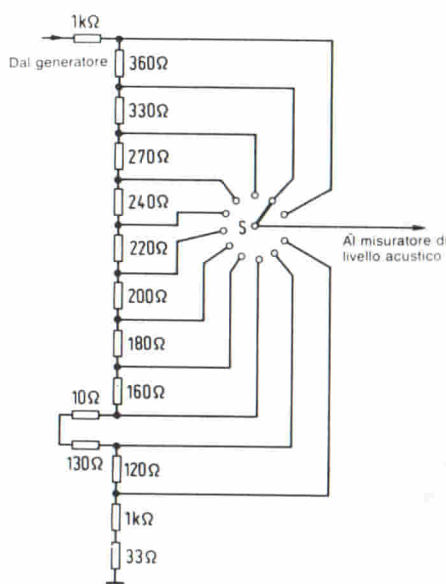 1kΩ
Dal generatore
360Ω
330Ω
270Ω
240Ω
S
220Ω
Al misuratore di
livello acustico
200Ω
180Ω
160Ω
10Ω
130Ω
120Ω
1kΩ
33Ω